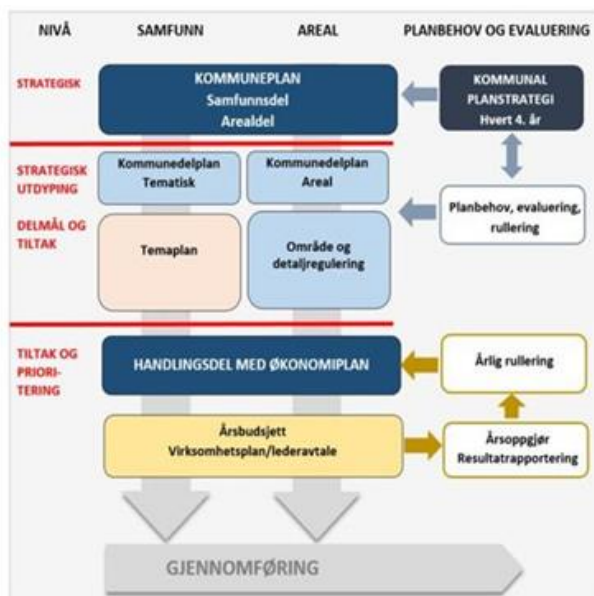 NIVÅ
SAMFUNN
AREAL
PLANBEHOV OG EVALUERING
STRATEGISK
KOMMUNEPLAN
Samfunnsdel
Arealdel
KOMMUNAL
PLANSTRATEGI
Hvert 4. år
STRATEGISK
UTDYPING
Kommunedelplan
Tematisk
Kommunedelplan
Areal
Planbehov, evaluering,
rullering
DELMÅL OG
TILTAK
Temaplan
Område og
detaljregulering
TILTAK OG
PRIORI-
TERING
HANDLINGSDEL MED ØKONOMIPLAN
Årlig rullering
Årsbudsjett
Virksomhetsplan/lederavtale
Årsoppgjør
Resultatrapportering
GJENNOMFØRING